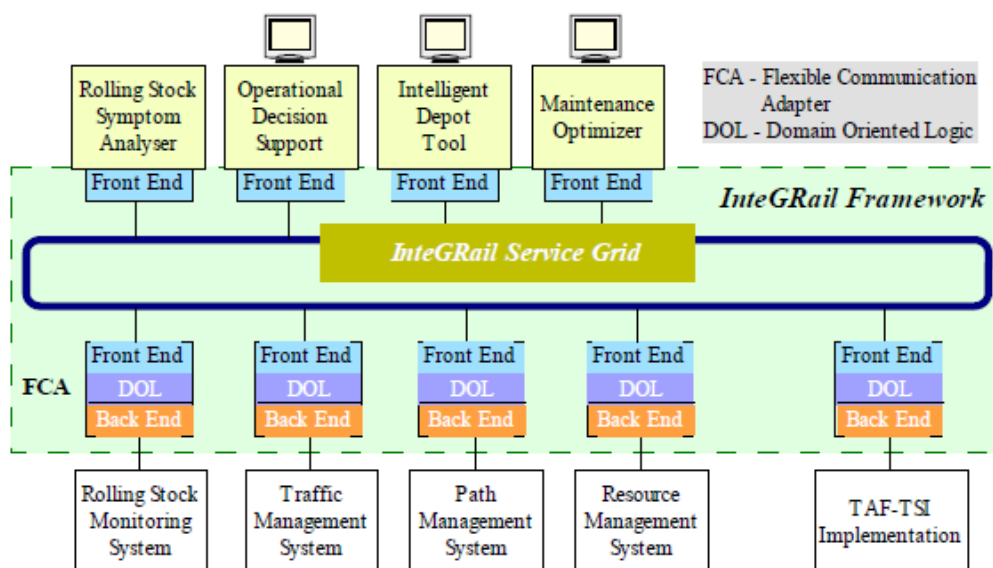 Rolling Stock
Symptom
Analyser
Operational
Decision
Support
Intelligent
Depot
Tool
Maintenance
Optimizer
FCA - Flexible Communication
Adapter
DOL - Domain Oriented Logic
Front End
Front End
Front End
Front End
InteGRail Framework
InteGRail Service Grid
FCA
Front End
DOL
Back End
Front End
DOL
Back End
Front End
DOL
Back End
Front End
DOL
Back End
Front End
DOL
Back End
Rolling Stock
Monitoring
System
Traffic
Management
System
Path
Management
System
Resource
Management
System
TAF-TSI
Implementation